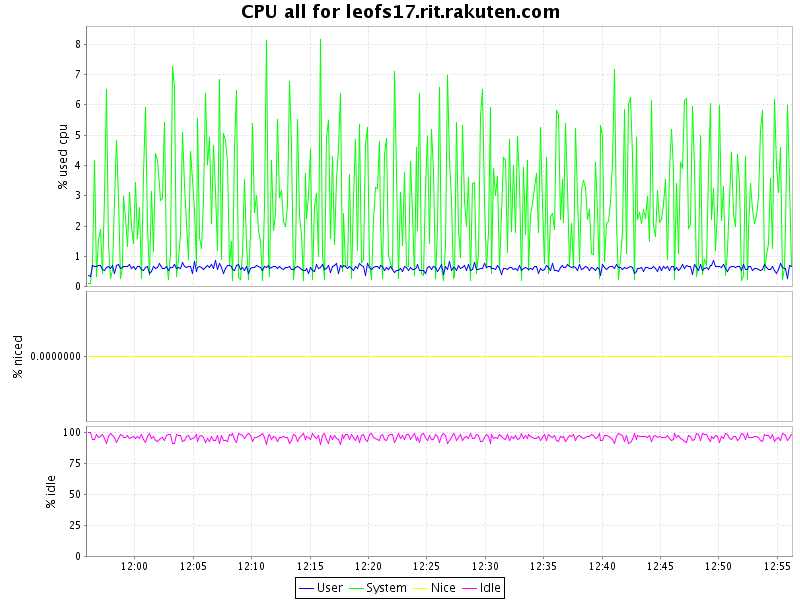 CPU all for leofs17.rit.rakuten.com
8
7
6
5
4
3
2
1
0
% used cpu
0.0000000
% niced
100
75
50
25
0
% idle
12:00 12:05 12:10 12:15 12:20 12:25 12:30 12:35 12:40 12:45 12:50 12:55
User System Nice Idle